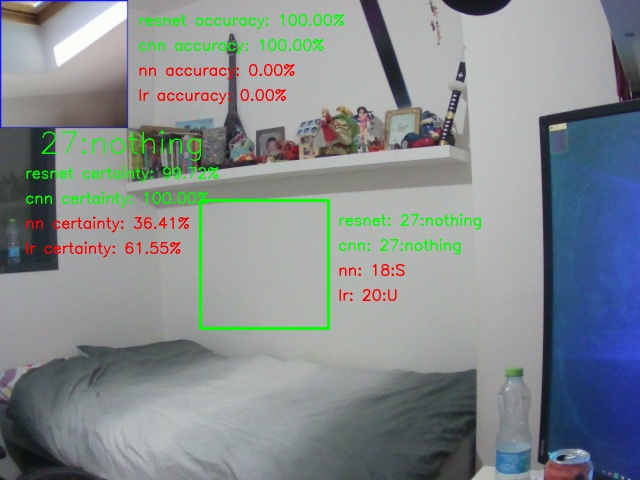 resnet accuracy: 100.00%
cnn accuracy: 100.00%
nn accuracy: 0.00%
lr accuracy: 0.00%
27:nothing
resnet certainty: 99.72%
cnn certainty: 100.00%
nn certainty: 36.41%
lr certainty: 61.55%
resnet: 27:nothing
cnn: 27:nothing
nn: 18:S
lr: 20:U